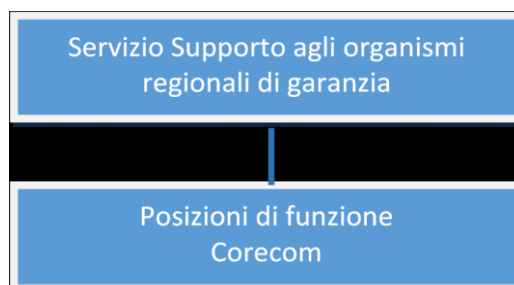 Servizio Supporto agli organismi
regionali di garanzia
Posizioni di funzione
Corecom